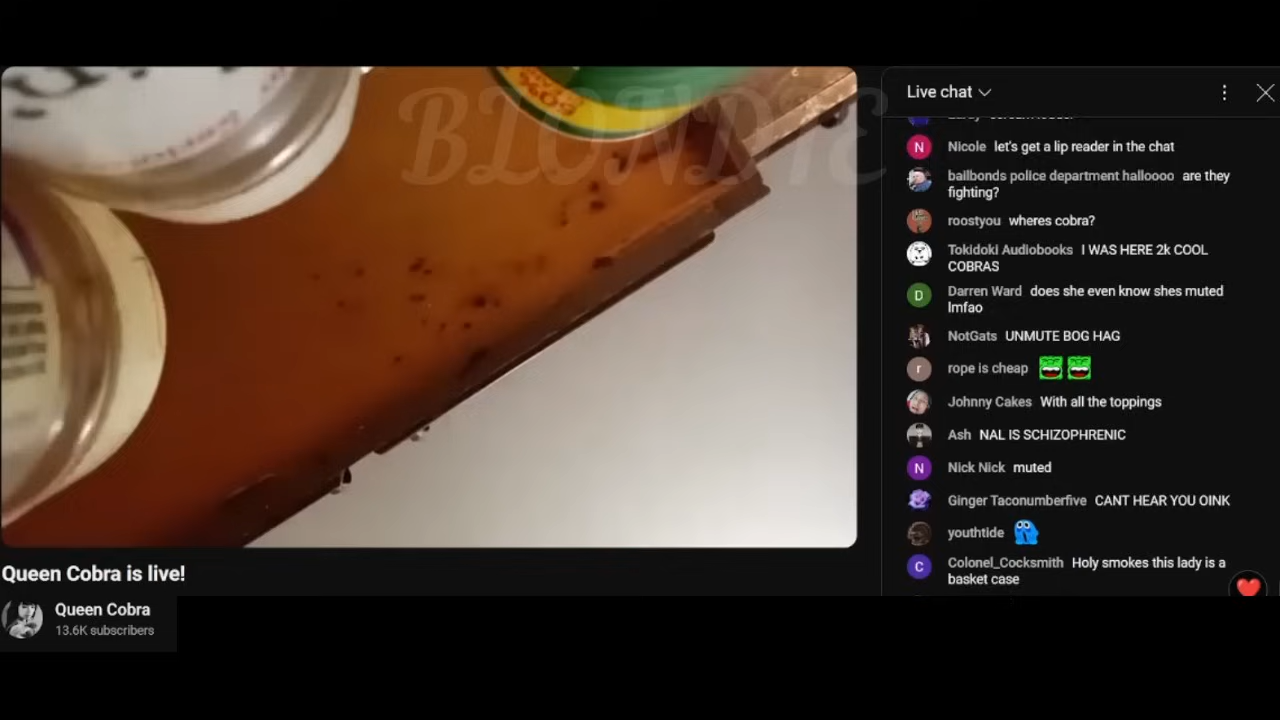 BLONDIE
Live chat
Nicole let's get a lip reader in the chat
bailbonds police department halloooo are they
fighting?
roostyou wheres cobra?
Tokidoki Audiobooks I WAS HERE 2k COOL
COBRAS
Darren Ward does she even know shes muted
lmfao
NotGats UNMUTE BOG HAG
rope is cheap
Johnny Cakes With all the toppings
Ash NAL IS SCHIZOPHRENIC
Nick Nick muted
Ginger Taconumberfive CANT HEAR YOU OINK
youthtide
Colonel_Cocksmith Holy smokes this lady is a
basket case
Queen Cobra is live!
Queen Cobra
13.6K subscribers
N
D
r
N
C